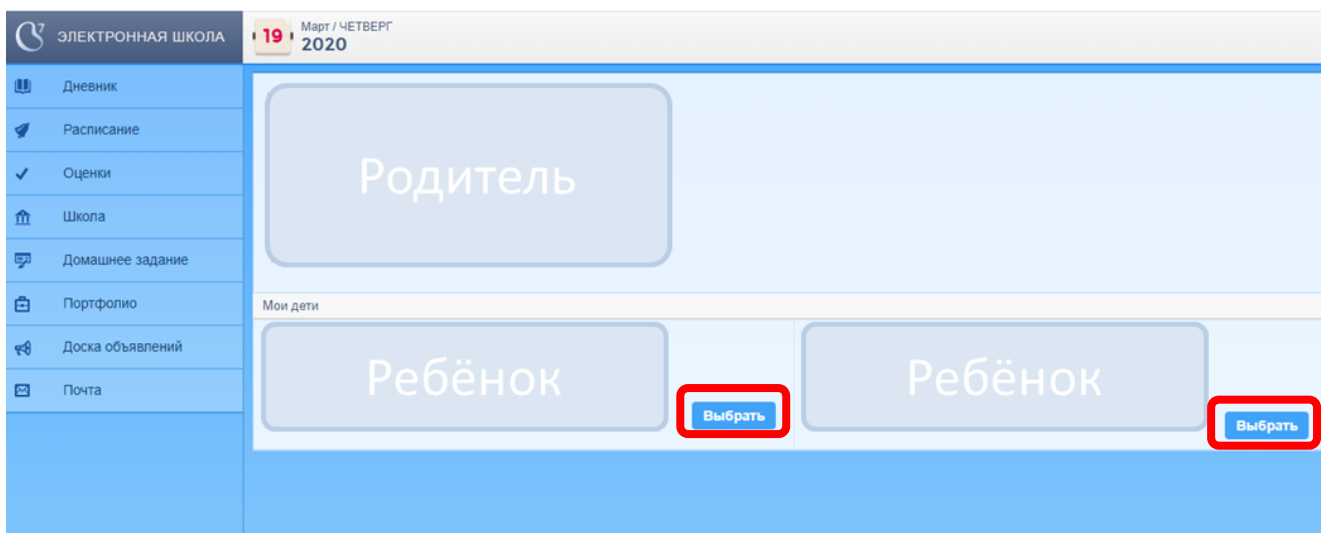 ЭЛЕКТРОННАЯ ШКОЛА
19
Март / ЧЕТВЕРГ
2020
Дневник
Расписание
Оценки
Школа
Домашнее задание
Портфолио
Доска объявлений
Почта
Родитель
Мои дети
Ребёнок
Выбрать
Ребёнок
Выбрать